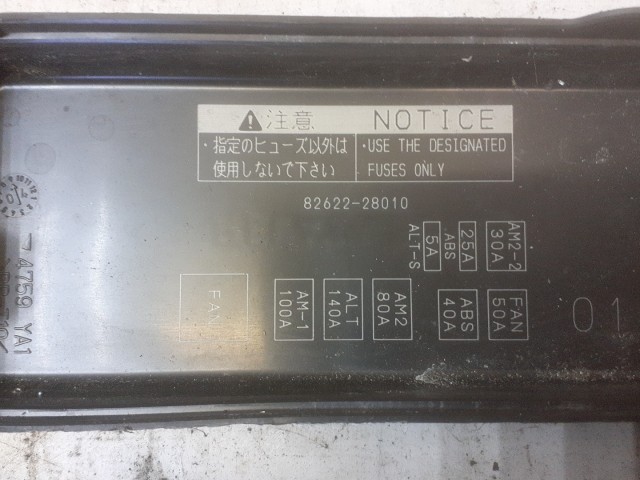 注意 NOTICE
・指定のヒューズ以外は
使用しないで下さい
・USE THE DESIGNATED
FUSES ONLY
82622-28010
ALT-S
5A
ABS
25A
AM2-2
30A
FAN
AM-1
100A
ALT
140A
AM2
80A
ABS
40A
FAN
50A
01
74759 YA1